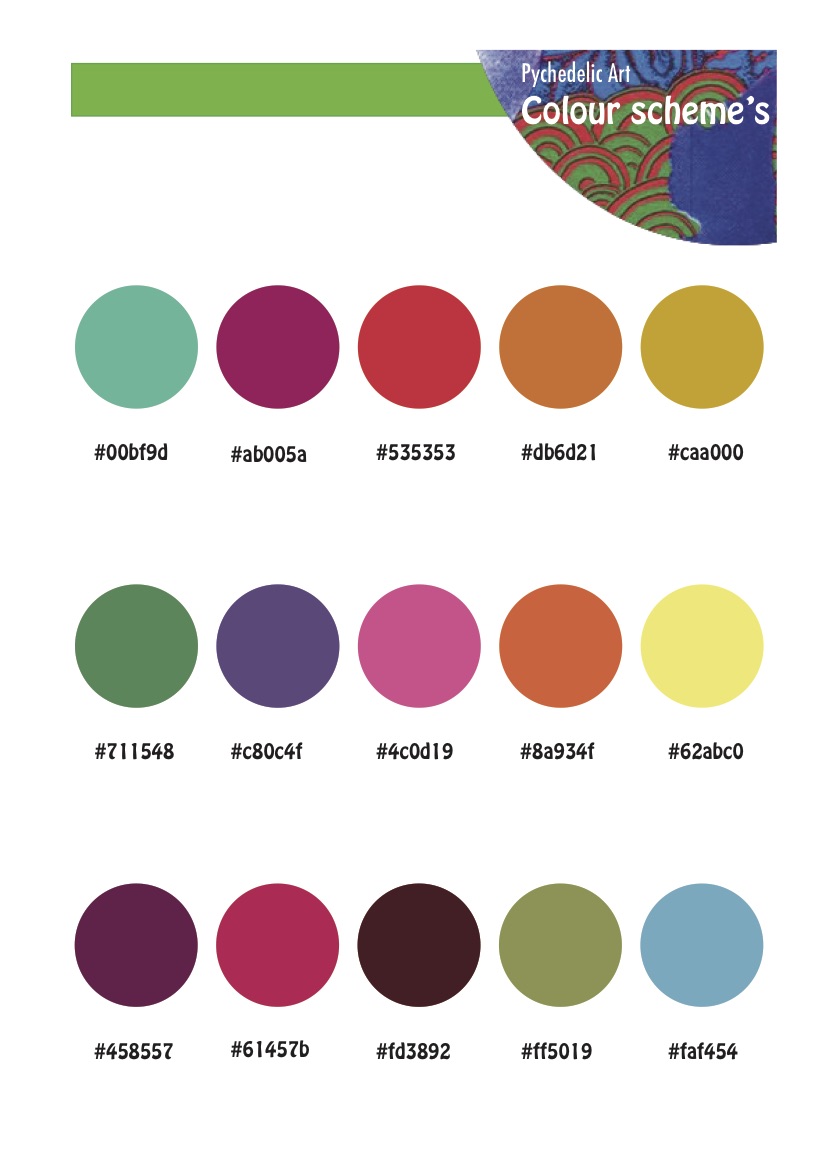 Pychedelic Art
Colour scheme's
#00bf9d #ab005a #535353 #db6d21 #caa000
#711548 #c80c4f #4c0d19 #8a934f #62abc0
#458557 #61457b #fd3892 #ff5019 #faf454